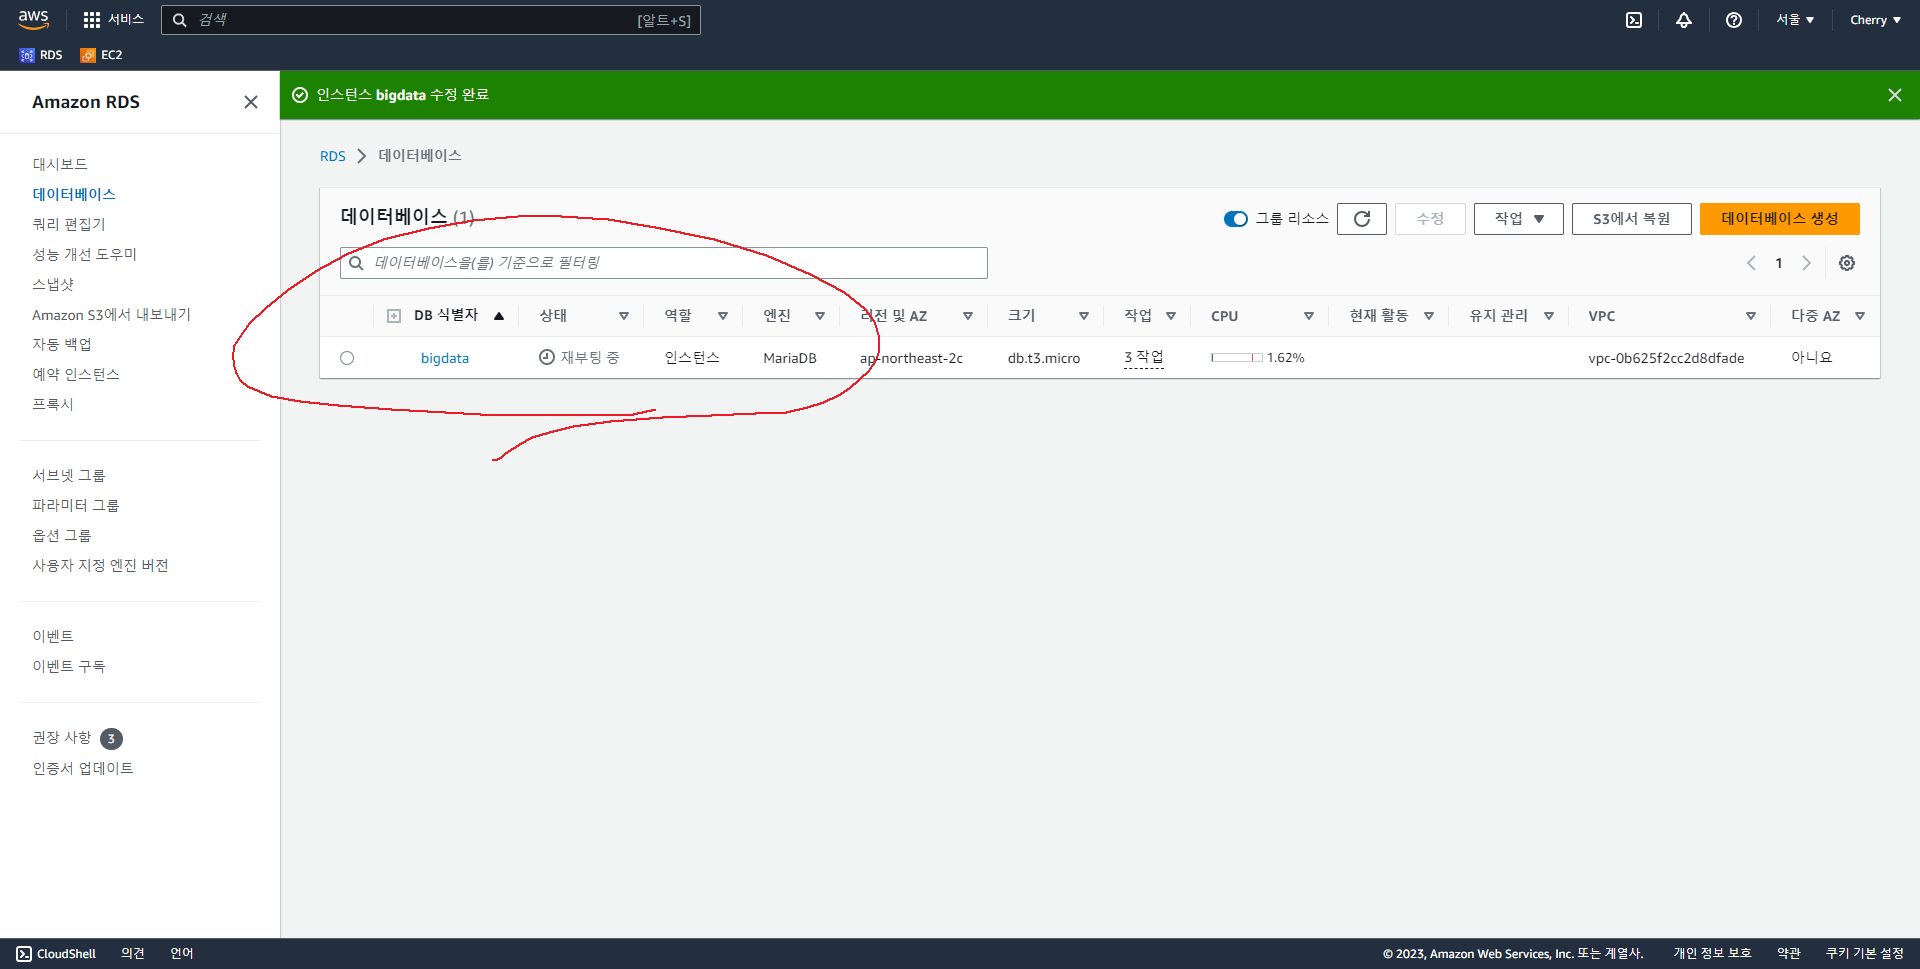 aws 서비스 검색 [알트+S] 서울 Cherry
RDS EC2
Amazon RDS
대시보드
데이터베이스
쿼리 편집기
성능 개선 도우미
스냅샷
Amazon S3에서 내보내기
자동 백업
예약 인스턴스
프록시
서브넷 그룹
파라미터 그룹
옵션 그룹
사용자 지정 엔진 버전
이벤트
이벤트 구독
권장 사항 3
인증서 업데이트
인스턴스 bigdata 수정 완료
RDS 데이터베이스
데이터베이스 (1) 그룹 리소스 수정 작업 S3에서 복원 데이터베이스 생성
데이터베이스을(를) 기준으로 필터링 1
DB 식별자 상태 역할 엔진 리전 및 AZ 크기 작업 CPU 현재 활동 유지 관리 VPC 다중 AZ
bigdata 재부팅 중 인스턴스 MariaDB ap-northeast-2c db.t3.micro 3 작업 1.62% vpc-0b625f2cc2d8dfade 아니요
CloudShell 의견 언어 © 2023, Amazon Web Services, Inc. 또는 계열사. 개인 정보 보호 약관 쿠키 기본 설정